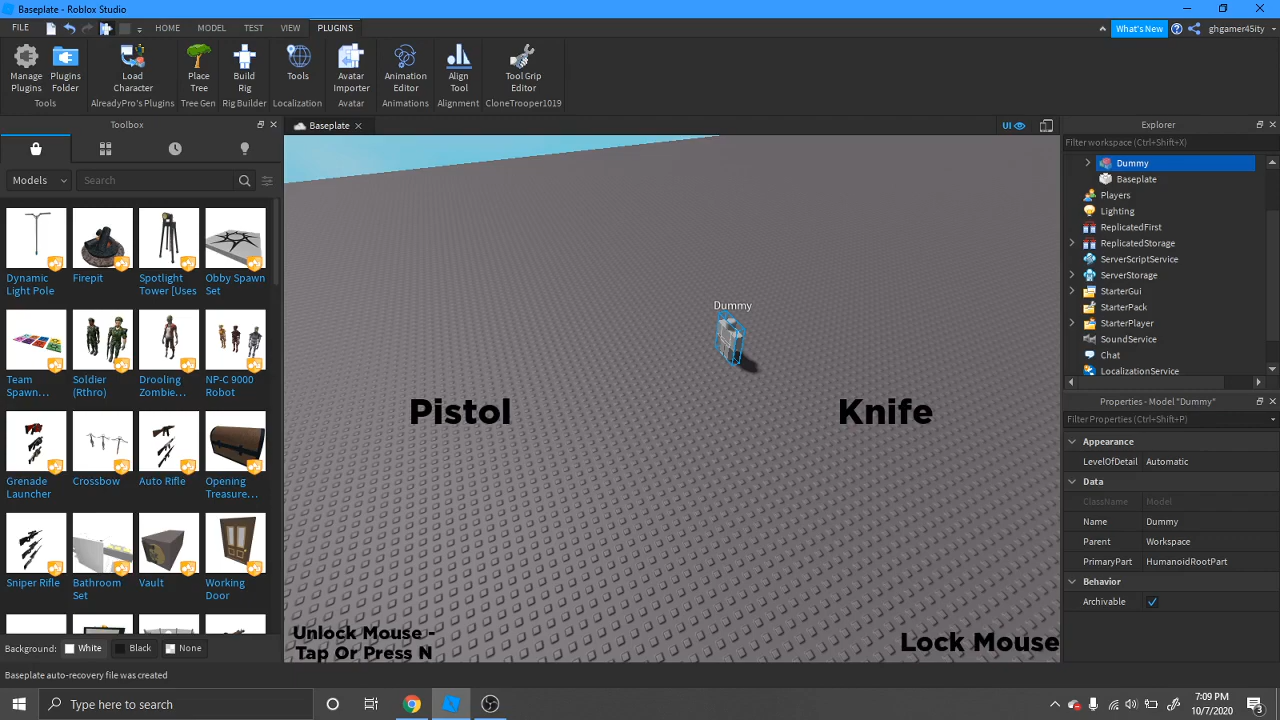 Baseplate - Roblox Studio
FILE HOME MODEL TEST VIEW PLUGINS What's New ghgamer45ity
Manage Plugins
Plugins Folder
Load Character
Place Tree
Build Rig
Tools
Avatar Importer
Animation Editor
Align Tool
Tool Grip Editor
Tools AlreadyPro's Plugins Tree Gen Rig Builder Localization Avatar Animations Alignment CloneTrooper1019
Toolbox
Models Search
Dynamic Light Pole
Firepit
Spotlight Tower [Uses
Obby Spawn Set
Team Spawn...
Soldier (Rthro)
Drooling Zombie...
NP-C 9000 Robot
Grenade Launcher
Crossbow
Auto Rifle
Opening Treasure...
Sniper Rifle
Bathroom Set
Vault
Working Door
Background: White Black None
Baseplate
UI
Dummy
Pistol
Knife
Unlock Mouse -
Tap Or Press N
Lock Mouse
Explorer
Filter workspace (Ctrl+Shift+X)
Dummy
Baseplate
Players
Lighting
ReplicatedFirst
ReplicatedStorage
ServerScriptService
ServerStorage
StarterGui
StarterPack
StarterPlayer
SoundService
Chat
LocalizationService
Properties - Model "Dummy"
Filter Properties (Ctrl+Shift+P)
Appearance
LevelOfDetail Automatic
Data
ClassName Model
Name Dummy
Parent Workspace
PrimaryPart HumanoidRootPart
Behavior
Archivable
Baseplate auto-recovery file was created
Type here to search
7:09 PM
10/7/2020
3